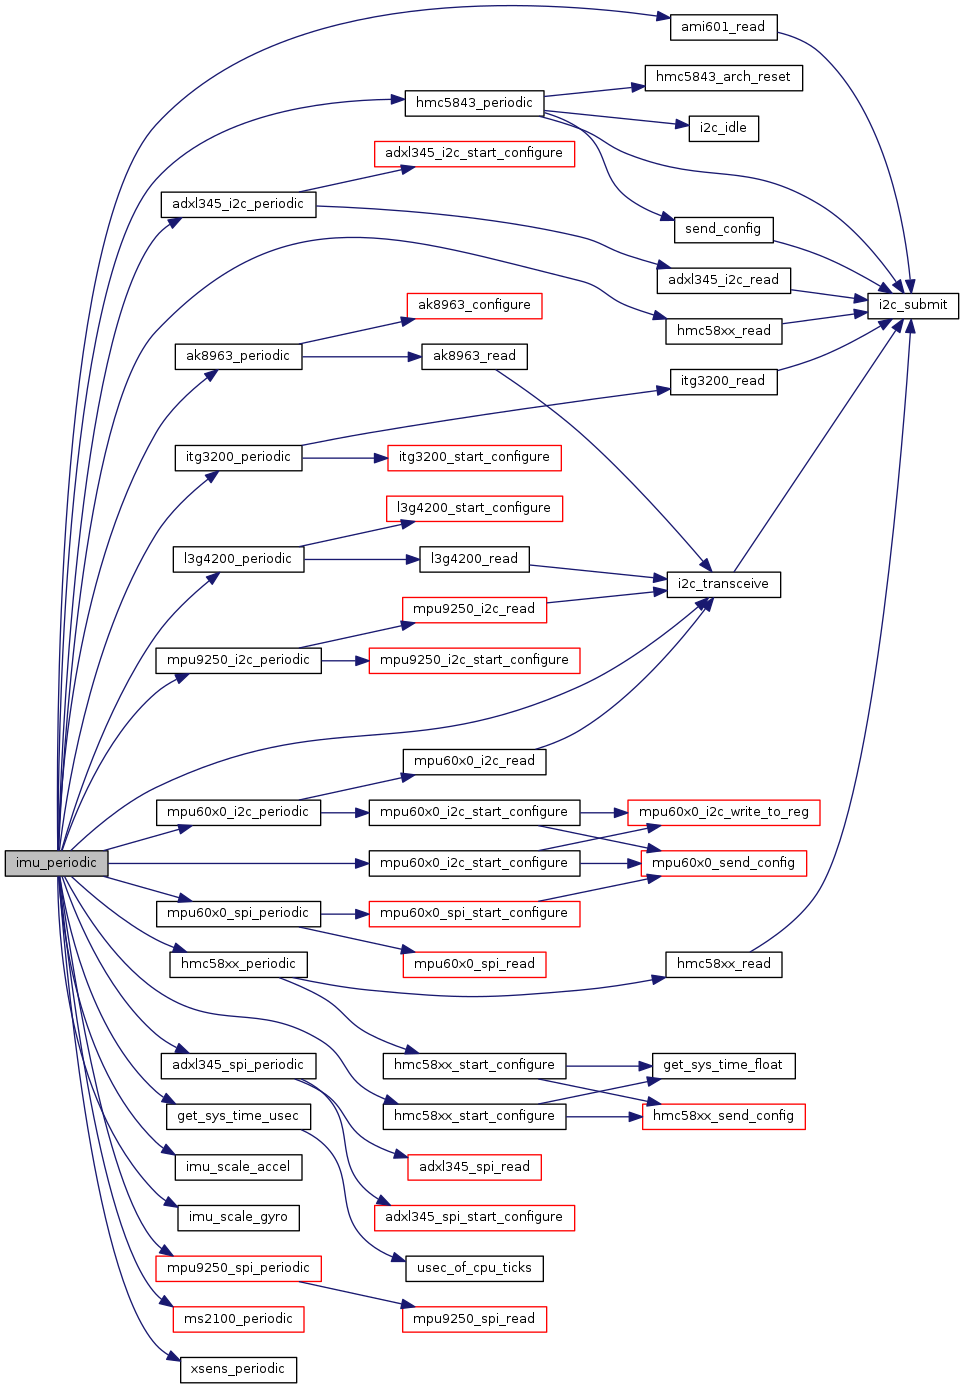 ami601_read
hmc5843_arch_reset
hmc5843_periodic
i2c_idle
adxl345_i2c_start_configure
adxl345_i2c_periodic
send_config
adxl345_i2c_read
ak8963_configure
i2c_submit
hmc58xx_read
ak8963_periodic
ak8963_read
itg3200_read
itg3200_periodic
itg3200_start_configure
l3g4200_start_configure
l3g4200_periodic
l3g4200_read
i2c_transceive
mpu9250_i2c_read
mpu9250_i2c_periodic
mpu9250_i2c_start_configure
mpu60x0_i2c_read
mpu60x0_i2c_periodic
mpu60x0_i2c_start_configure
mpu60x0_i2c_write_to_reg
imu_periodic
mpu60x0_i2c_start_configure
mpu60x0_send_config
mpu60x0_spi_periodic
mpu60x0_spi_start_configure
hmc58xx_periodic
mpu60x0_spi_read
hmc58xx_read
adxl345_spi_periodic
hmc58xx_start_configure
get_sys_time_float
get_sys_time_usec
hmc58xx_start_configure
hmc58xx_send_config
imu_scale_accel
adxl345_spi_read
imu_scale_gyro
adxl345_spi_start_configure
mpu9250_spi_periodic
usec_of_cpu_ticks
ms2100_periodic
mpu9250_spi_read
xsens_periodic